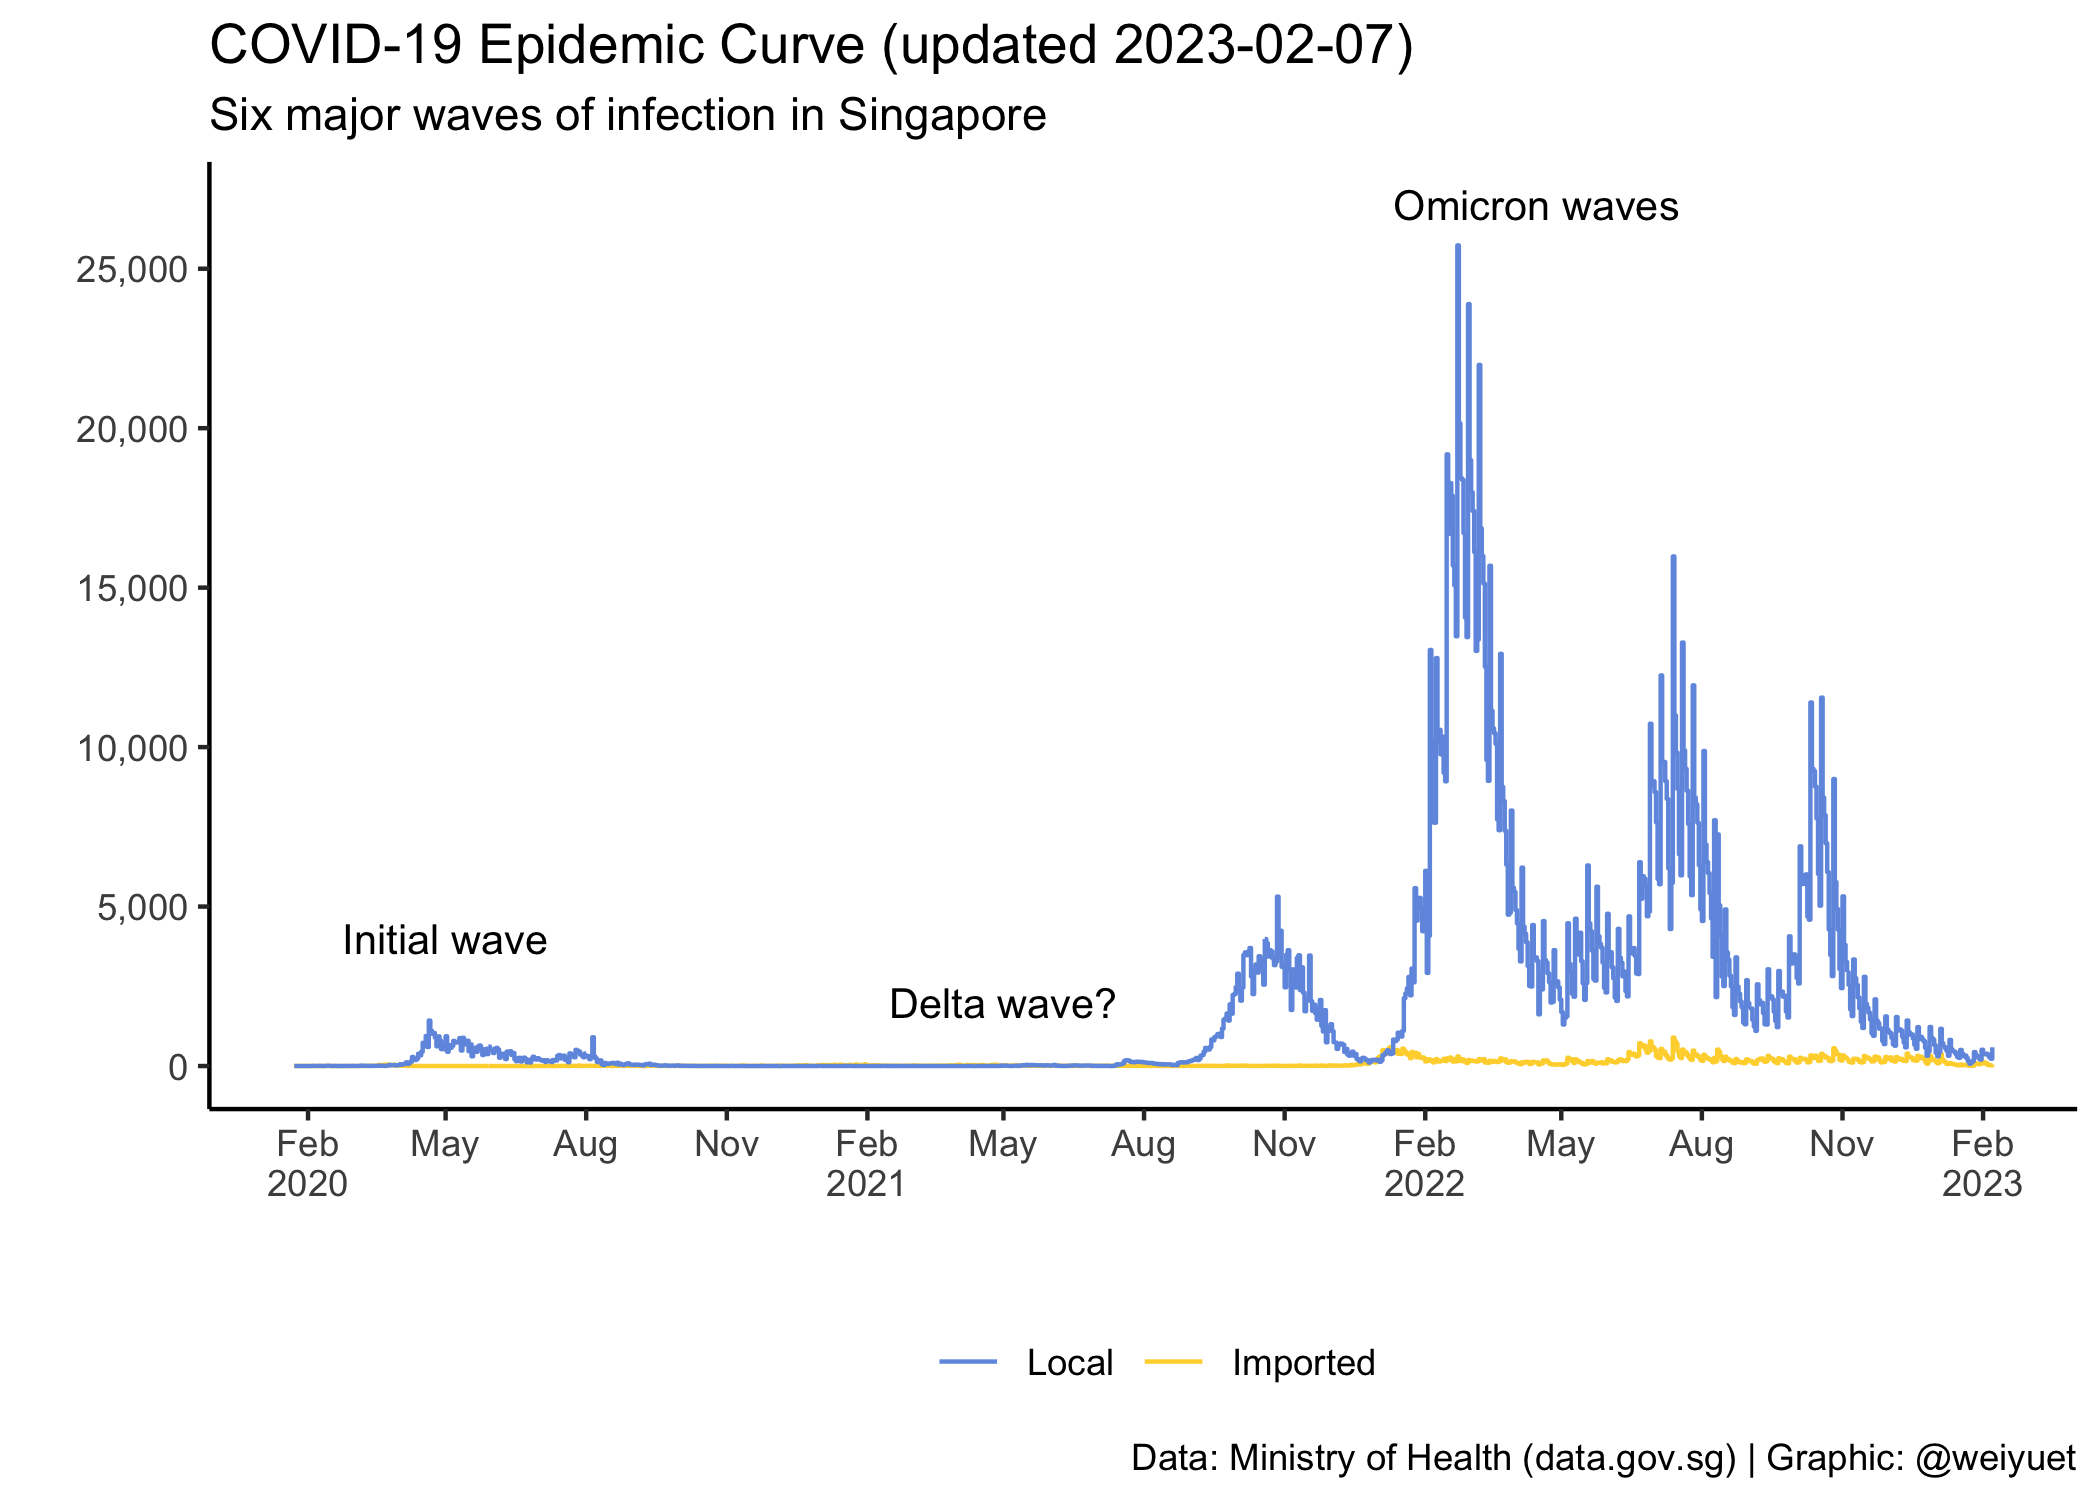 COVID-19 Epidemic Curve (updated 2023-02-07)
Six major waves of infection in Singapore
Omicron waves
25,000
20,000
15,000
10,000
5,000
0
Initial wave
Delta wave?
Feb May Aug Nov Feb May Aug Nov Feb May Aug Nov Feb
2020 2021 2022 2023
Local Imported
Data: Ministry of Health (data.gov.sg) | Graphic: @weiyuet